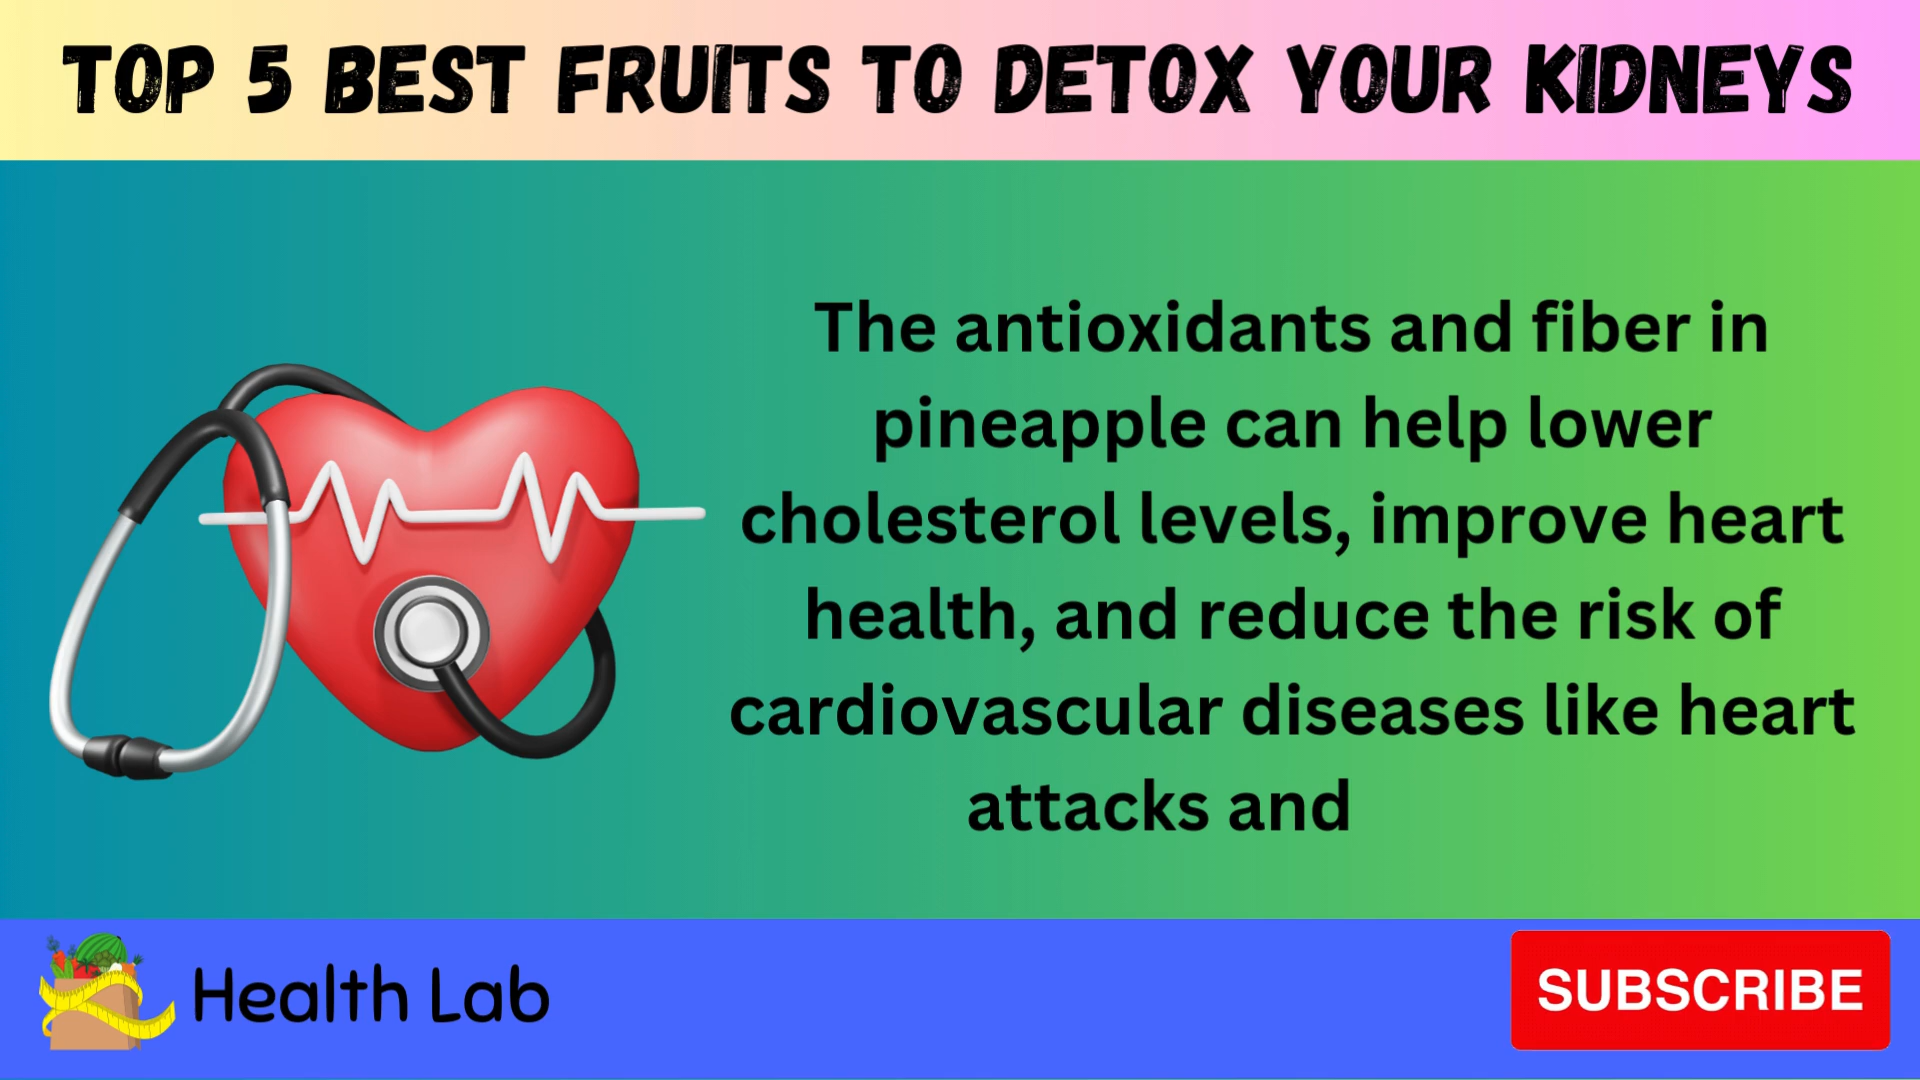 TOP 5 BEST FRUITS TO DETOX YOUR KIDNEYS
The antioxidants and fiber in
pineapple can help lower
cholesterol levels, improve heart
health, and reduce the risk of
cardiovascular diseases like heart
attacks and
Health Lab
SUBSCRIBE